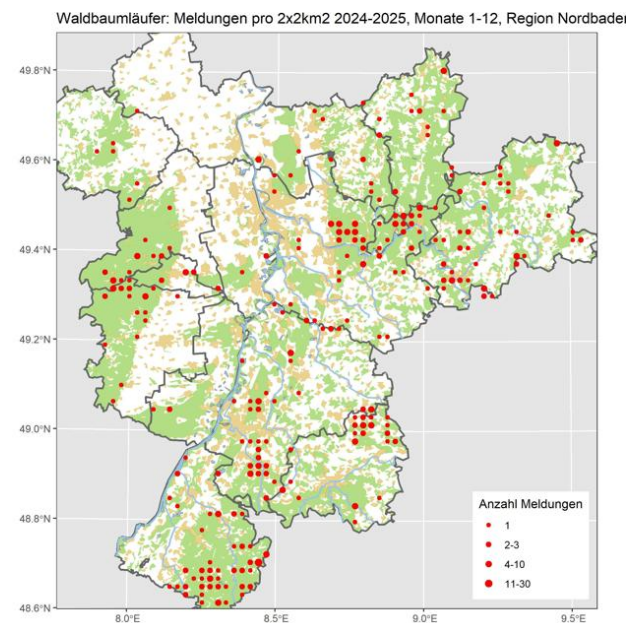 Waldbaumläufer: Meldungen pro 2x2km2 2024-2025, Monate 1-12, Region Nordbaden
49.8°N
49.6°N
49.4°N
49.2°N
49.0°N
48.8°N
48.6°N
Anzahl Meldungen
1
2-3
4-10
11-30
8.0°E
8.5°E
9.0°E
9.5°E